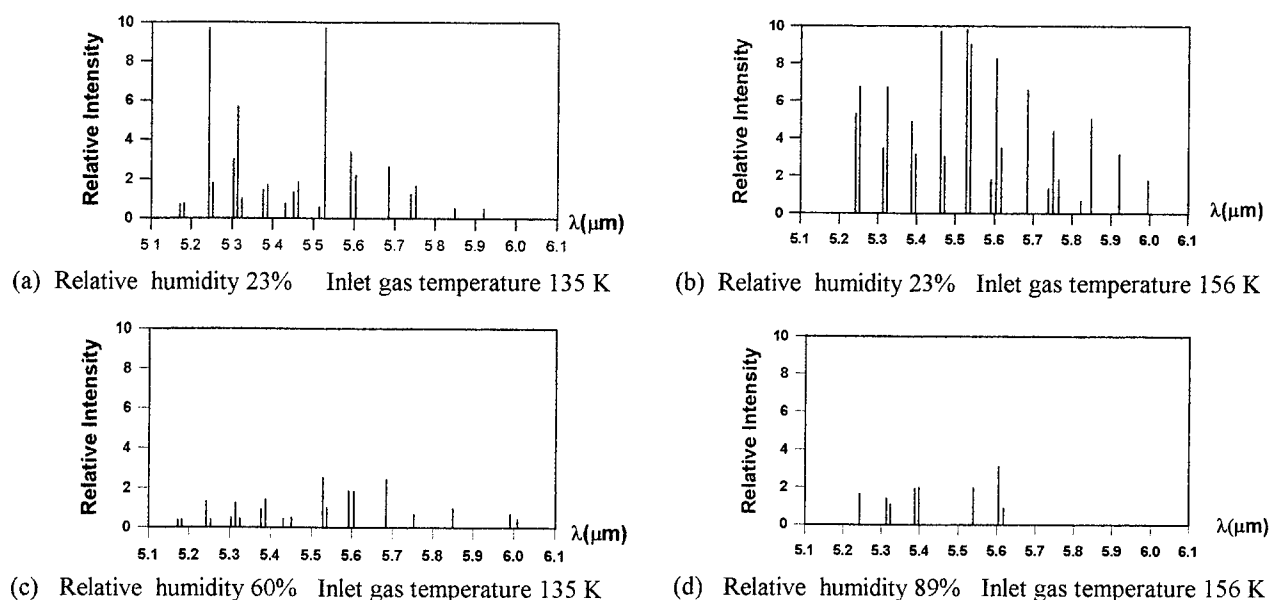 10
8
6
4
2
0
Relative Intensity
λ(μm)
5.1 5.2 5.3 5 4 5.5 5.6 5.7 5.8 5.9 6.0 6.1
(a) Relative humidity 23% Inlet gas temperature 135 K
10
8
6
4
2
0
Relative Intensity
λ(μm)
5.1 5.2 5.3 5.4 5.5 5.6 5.7 5.8 5.9 6.0 6.1
(b) Relative humidity 23% Inlet gas temperature 156 K
10
8
6
4
2
0
Relative Intensity
λ(μm)
5.1 5.2 5.3 5.4 5.5 5.6 5.7 5.8 5.9 6.0 6.1
(c) Relative humidity 60% Inlet gas temperature 135 K
10
8
6
4
2
0
Relative Intensity
λ(μm)
5.1 5.2 5.3 5.4 5.5 5.6 5.7 5.8 5.9 6.0 6.1
(d) Relative humidity 89% Inlet gas temperature 156 K